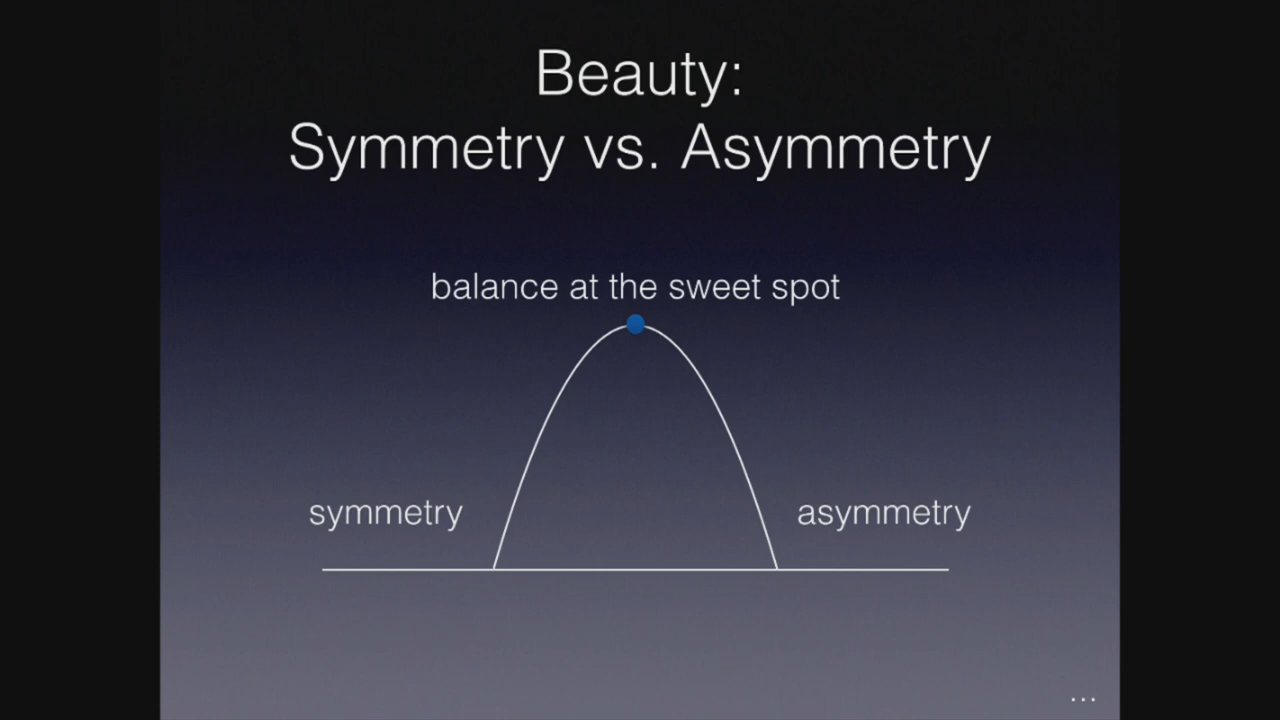 Beauty:
Symmetry vs. Asymmetry
balance at the sweet spot
symmetry
asymmetry
...